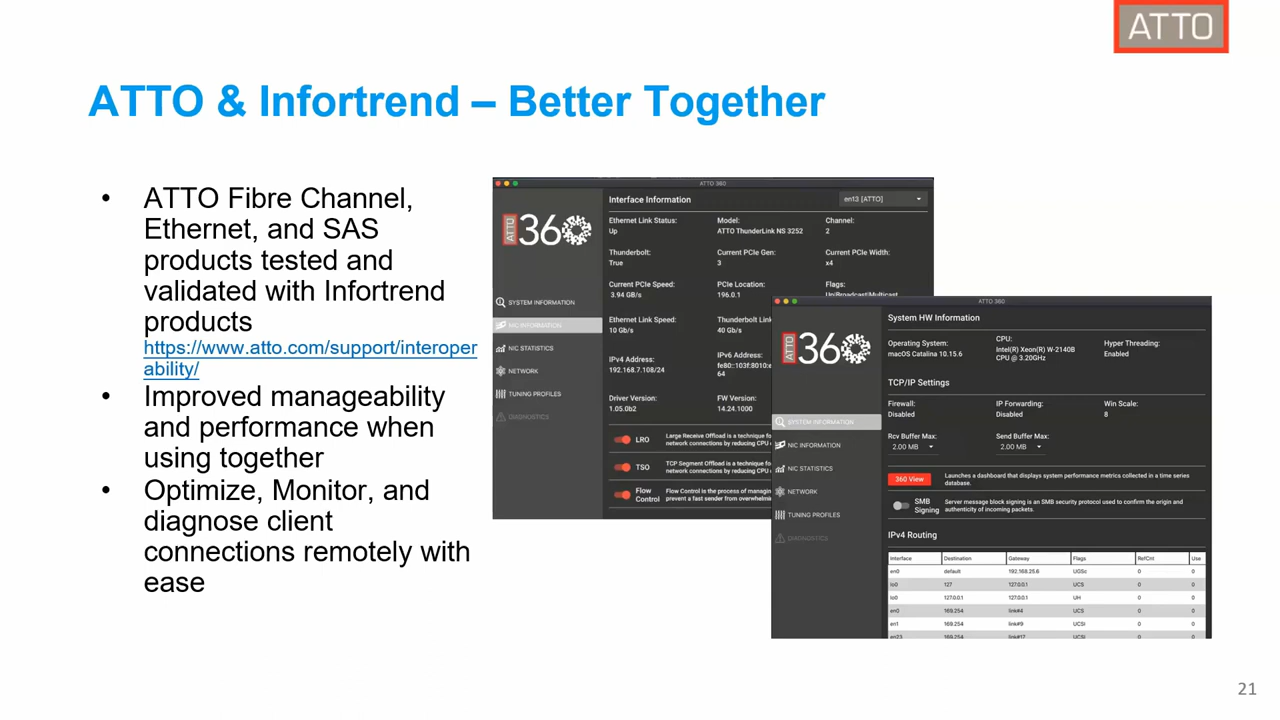 ATTO
ATTO & Infortrend – Better Together
• ATTO Fibre Channel,
Ethernet, and SAS
products tested and
validated with Infortrend
products
https://www.atto.com/support/interoper
ability/
• Improved manageability
and performance when
using together
• Optimize, Monitor, and
diagnose client
connections remotely with
ease
ATTO 360
ATTO 360
SYSTEM INFORMATION
NIC INFORMATION
NIC STATISTICS
NETWORK
TUNING PROFILES
DIAGNOSTICS
Interface Information
en13 [ATTO]
Ethernet Link Status: Model: Channel:
Up ATTO ThunderLink NS 3252 2
Thunderbolt: Current PCIe Gen: Current PCIe Width:
True 3 x4
Current PCIe Speed: PCIe Location: Flags:
3.94 GB/s 196.0.1 Up|Broadcast|Multicast
Ethernet Link Speed: Thunderbolt Link
10 Gb/s 40 Gb/s
IPv4 Address: IPv6 Address:
192.168.7.108/24 fe80::103f:8010:e
64
Driver Version: FW Version:
1.05.0b2 14.24.1000
LRO Large Receive Offload is a technique fo
network connections by reducing CPU
TSO TCP Segment Offload is a technique fo
network connections by reducing CPU
Flow Control Flow Control is the process of managin
prevent a fast sender from overwhelmi
ATTO 360
ATTO 360
SYSTEM INFORMATION
NIC INFORMATION
NIC STATISTICS
NETWORK
TUNING PROFILES
DIAGNOSTICS
System HW Information
Operating System: CPU: Hyper Threading:
macOS Catalina 10.15.6 Intel(R) Xeon(R) W-2140B Enabled
CPU @ 3.20GHz
TCP/IP Settings
Firewall: IP Forwarding: Win Scale:
Disabled Disabled 8
Rcv Buffer Max: Send Buffer Max:
2.00 MB 2.00 MB
360 View Launches a dashboard that displays system performance metrics collected in a time series
database.
SMB Signing Server message block signing is an SMB security protocol used to confirm the origin and
authenticity of incoming packets.
IPv4 Routing
Interface Destination Gateway Flags RefCnt Use
en0 default 192.168.25.6 UGSc 0 0
lo0 127 127.0.0.1 UCS 0 0
lo0 127.0.0.1 127.0.0.1 UH 0 0
en0 169.254 link#4 UCS 0 0
en1 169.254 link#9 UCSI 0 0
en23 169.254 link#17 UCSI 0 0
21